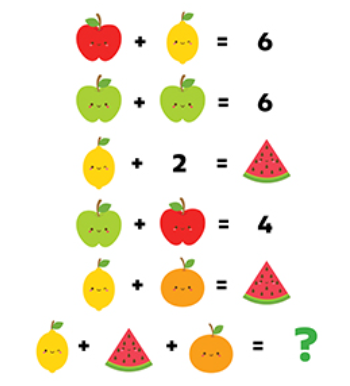 + = 6
+ = 6
+ 2 =
+ = 4
+ =
+ + = ?